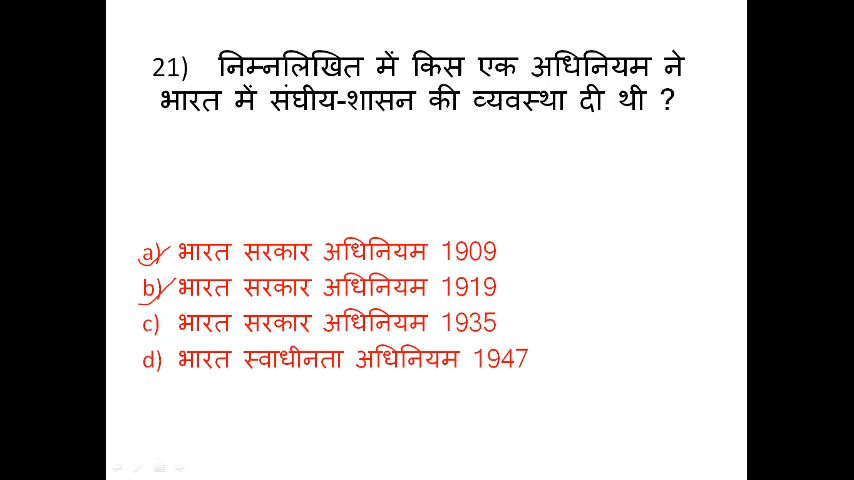 21) निम्नलिखित में किस एक अधिनियम ने
भारत में संघीय-शासन की व्यवस्था दी थी ?
a) भारत सरकार अधिनियम 1909
b) भारत सरकार अधिनियम 1919
c) भारत सरकार अधिनियम 1935
d) भारत स्वाधीनता अधिनियम 1947